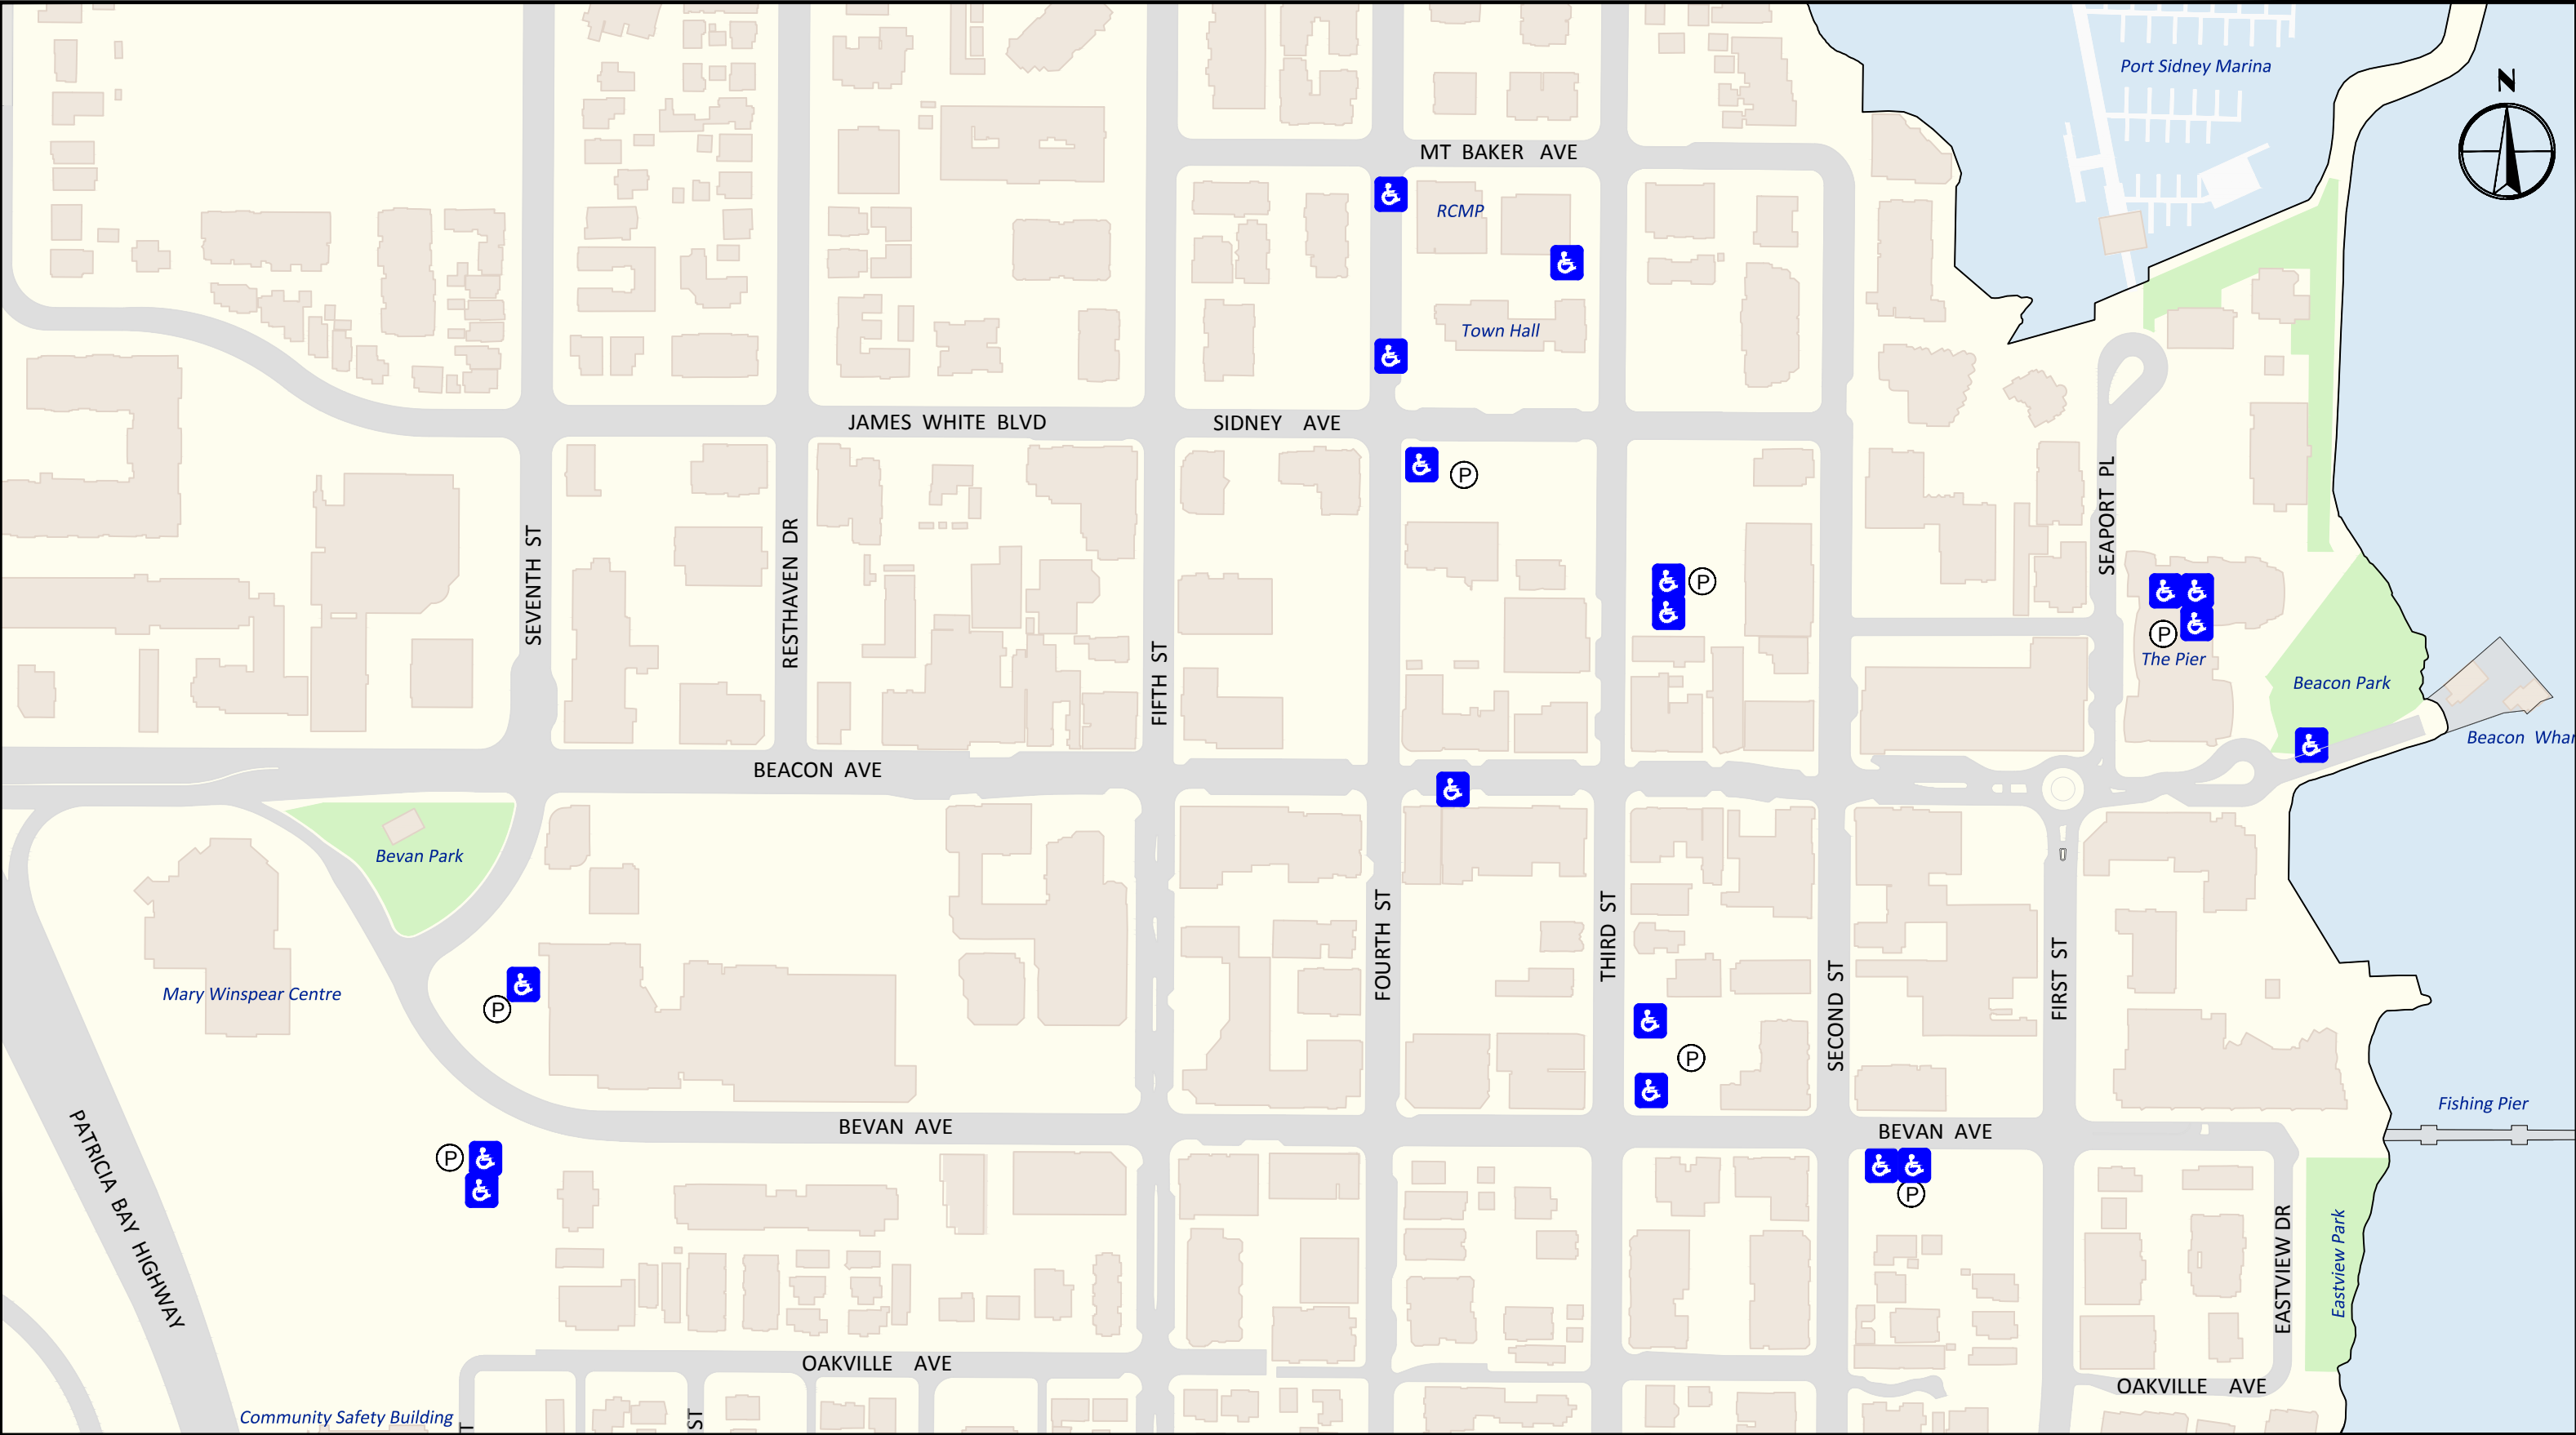 Port Sidney Marina
N
MT BAKER AVE
RCMP
Town Hall
JAMES WHITE BLVD
SIDNEY AVE
P
SEAPORT PL
SEVENTH ST
RESTHAVEN DR
P
FIFTH ST
P
The Pier
Beacon Park
Beacon Whar
BEACON AVE
Bevan Park
FOURTH ST
THIRD ST
SECOND ST
FIRST ST
Mary Winspear Centre
P
P
Fishing Pier
BEVAN AVE
BEVAN AVE
P
P
PATRICIA BAY HIGHWAY
EASTVIEW DR
Eastview Park
OAKVILLE AVE
OAKVILLE AVE
Community Safety Building
T
ST